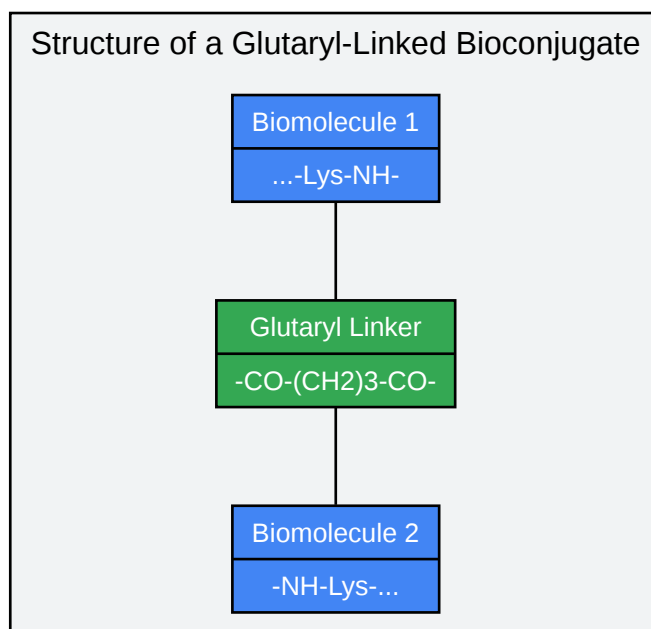 Structure of a Glutaryl-Linked Bioconjugate
Biomolecule 1
...-Lys-NH-
Glutaryl Linker
-CO-(CH2)3-CO-
Biomolecule 2
-NH-Lys-...